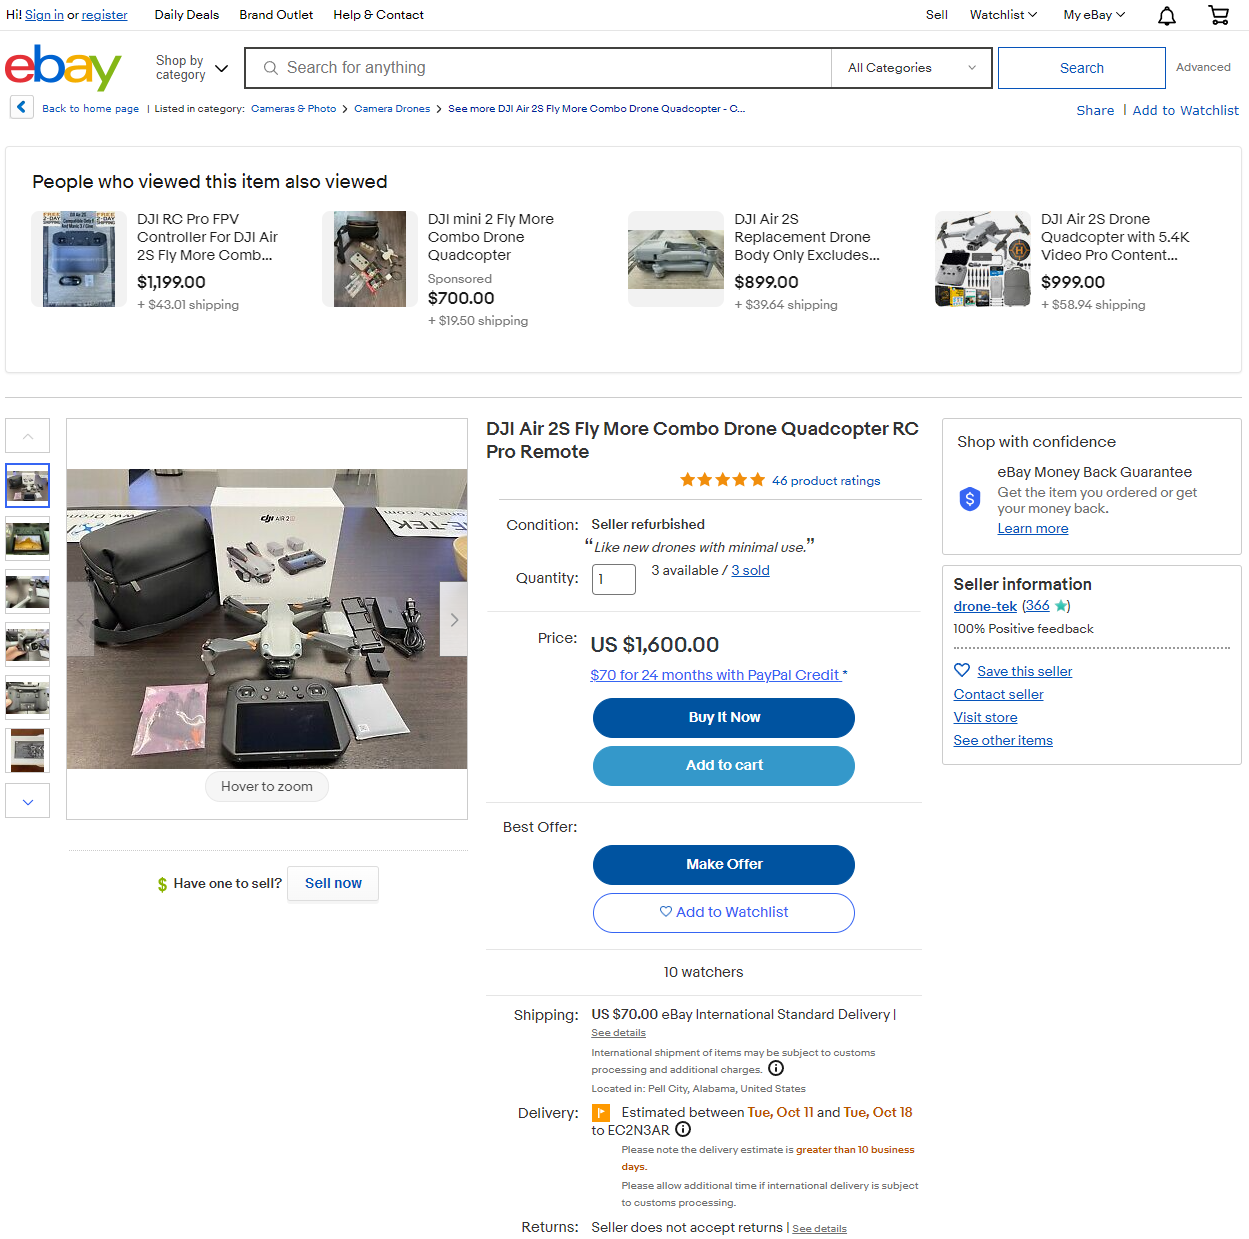 Hi! Sign in or register Daily Deals Brand Outlet Help & Contact Sell Watchlist My eBay
ebay Shop by category Search for anything All Categories Search Advanced
Back to home page | Listed in category: Cameras & Photo > Camera Drones > See more DJI Air 2S Fly More Combo Drone Quadcopter - C...
Share | Add to Watchlist
People who viewed this item also viewed
DJI RC Pro FPV
Controller For DJI Air
2S Fly More Comb...
$1,199.00
+ $43.01 shipping
DJI mini 2 Fly More
Combo Drone
Quadcopter
Sponsored
$700.00
+ $19.50 shipping
DJI Air 2S
Replacement Drone
Body Only Excludes...
$899.00
+ $39.64 shipping
DJI Air 2S Drone
Quadcopter with 5.4K
Video Pro Content...
$999.00
+ $58.94 shipping
dji AIR 2S
Hover to zoom
$ Have one to sell? Sell now
DJI Air 2S Fly More Combo Drone Quadcopter RC
Pro Remote
46 product ratings
Condition: Seller refurbished
“Like new drones with minimal use.”
Quantity: 1 3 available / 3 sold
Price: US $1,600.00
$70 for 24 months with PayPal Credit *
Buy It Now
Add to cart
Best Offer:
Make Offer
Add to Watchlist
10 watchers
Shipping: US $70.00 eBay International Standard Delivery |
See details
International shipment of items may be subject to customs
processing and additional charges.
Located in: Pell City, Alabama, United States
Delivery: Estimated between Tue, Oct 11 and Tue, Oct 18
to EC2N3AR
Please note the delivery estimate is greater than 10 business
days.
Please allow additional time if international delivery is subject
to customs processing.
Returns: Seller does not accept returns | See details
Shop with confidence
eBay Money Back Guarantee
Get the item you ordered or get
your money back.
Learn more
Seller information
drone-tek (366)
100% Positive feedback
Save this seller
Contact seller
Visit store
See other items